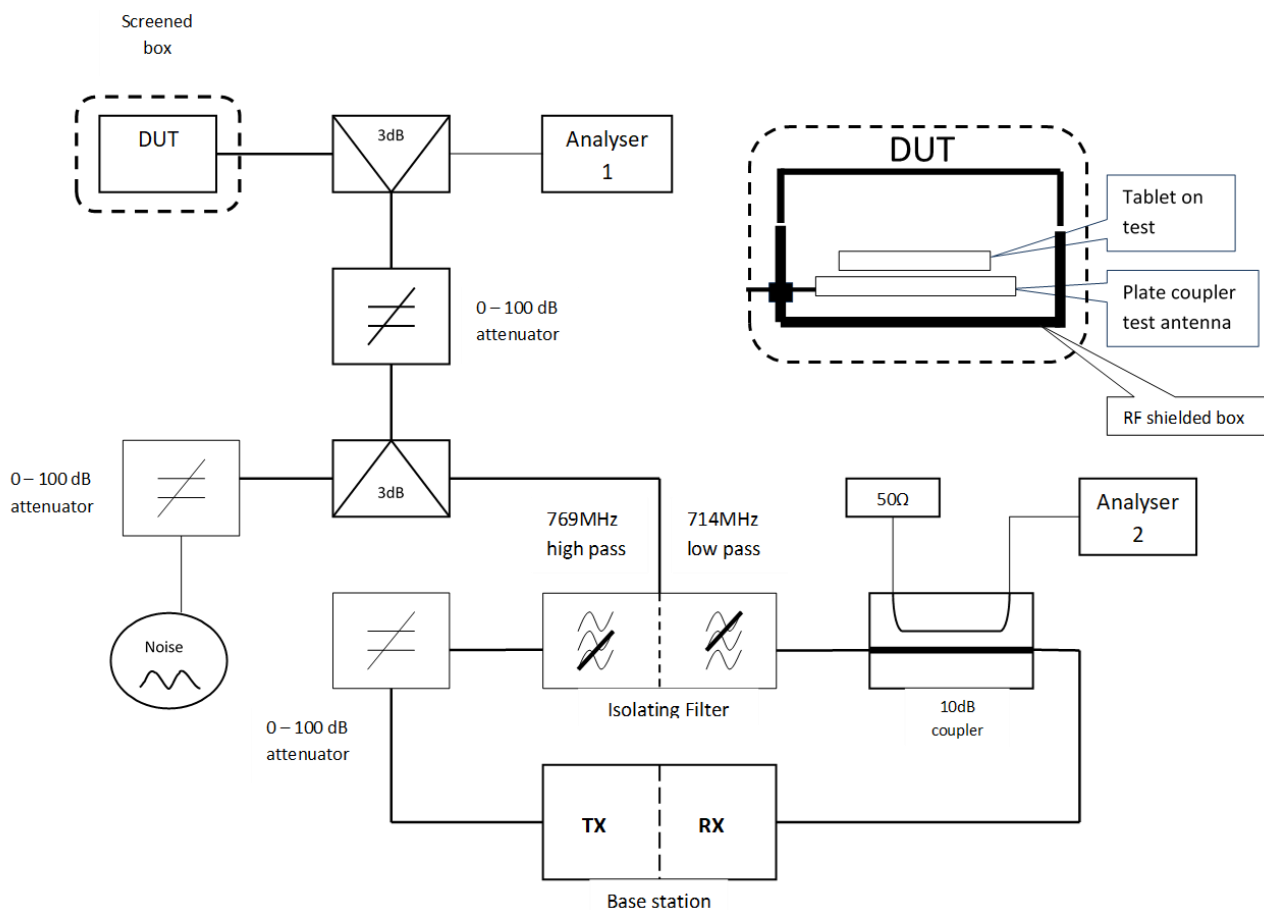 Screened
box
DUT
3dB
Analyser
1
DUT
Tablet on
test
Plate coupler
test antenna
RF shielded box
0 – 100 dB
attenuator
0 – 100 dB
attenuator
3dB
769MHz
high pass
714MHz
low pass
50Ω
Analyser
2
Noise
Isolating Filter
10dB
coupler
0 – 100 dB
attenuator
TX
RX
Base station